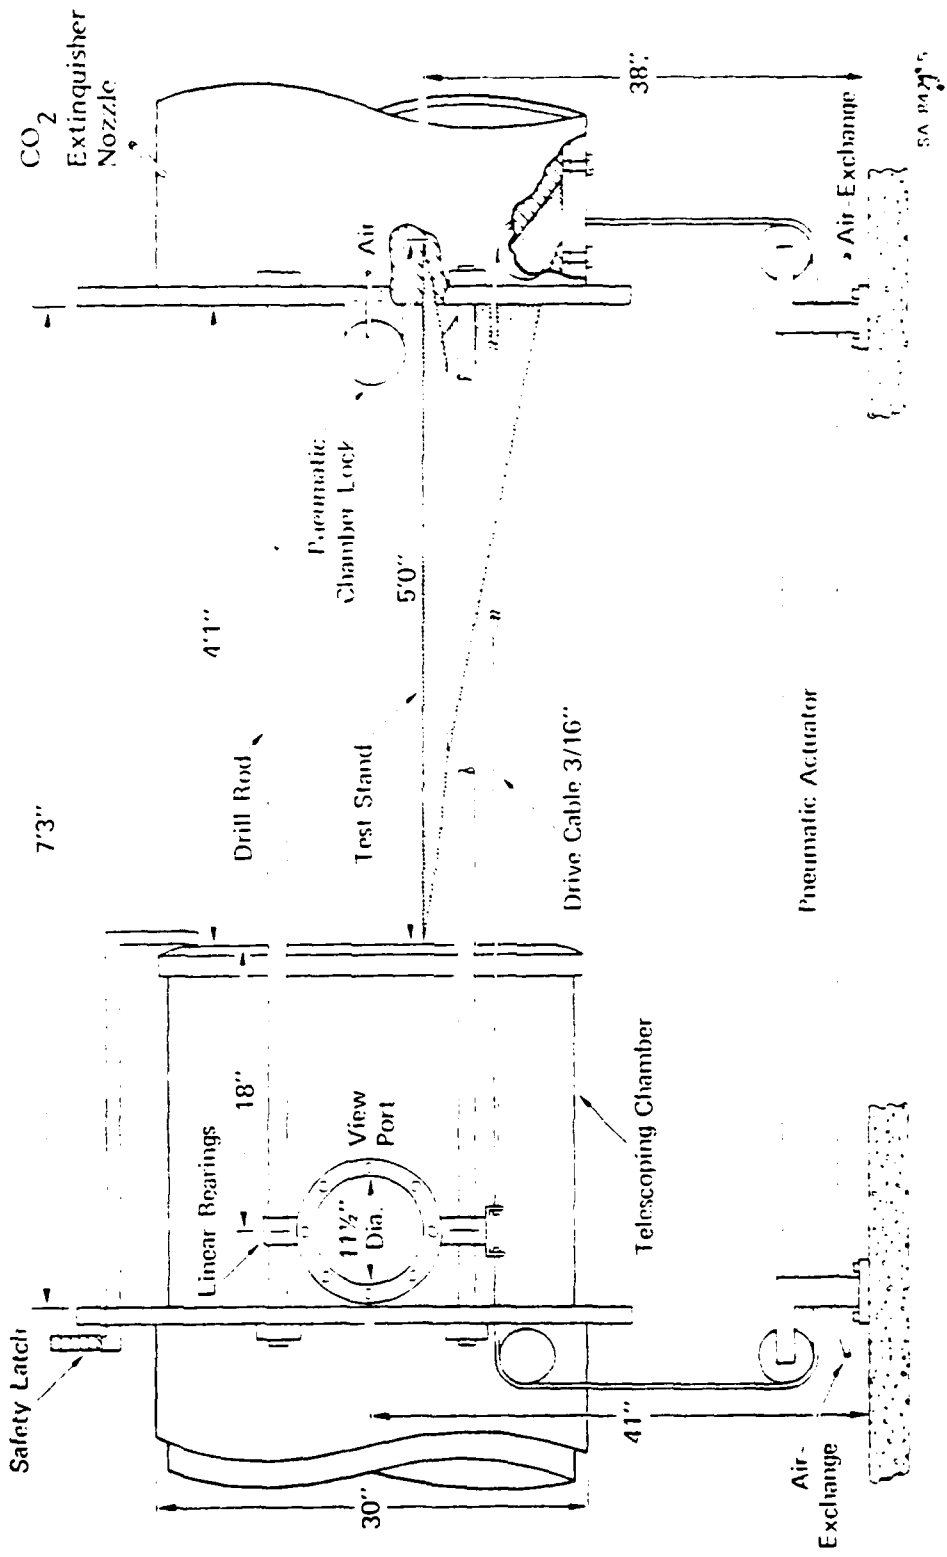 CO2
Extinquisher
Nozzle
7'3"
4'1"
Air
38"
Safety Latch
Linear Bearings
18"
Drill Rod
Pneumatic
Chamber Lock
View
Port
11½"
Dia.
Test Stand
5'0"
Drive Cable 3/16"
30"
Telescoping Chamber
41"
Air-
Exchange
Pneumatic Actuator
Air-Exchange